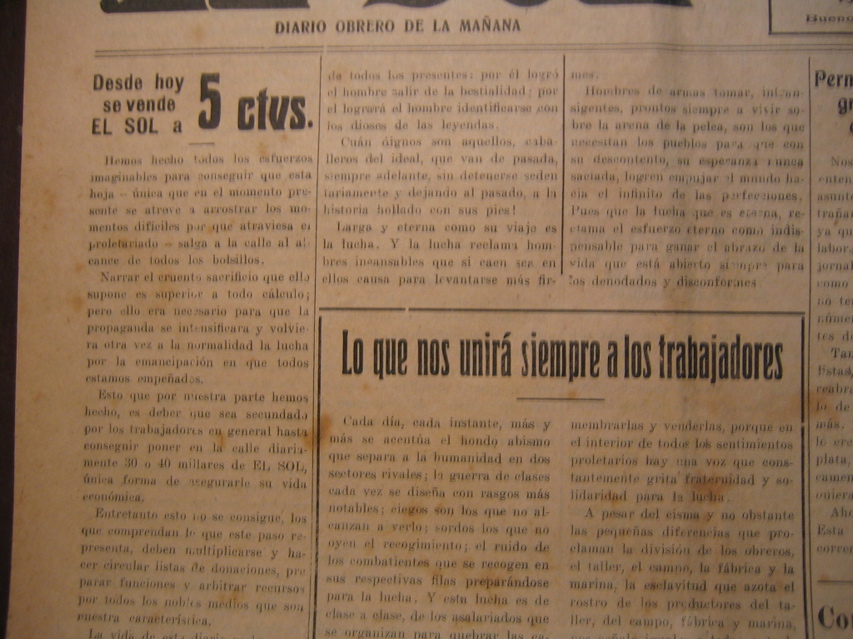 DIARIO OBRERO DE LA MAÑANA
Desde hoy
se vende
EL SOL a
5 ctvs.
Hemos hecho todos los esfuerzos
imaginables para conseguir que esta
hoja — única que en el momento pre-
sente se atreve a arrostrar los mo-
mentos difíciles por que atraviesa el
proletariado — salga a la calle al al-
cance de todos los bolsillos.
Narrar el cruento sacrificio que ello
supone es superior a todo cálculo;
pero ello era necesario para que la
propaganda se intensificara y volvie-
ra otra vez a la normalidad la lucha
por la emancipación en que todos
estamos empeñados.
Esto que por nuestra parte hemos
hecho, es deber que sea secundado
por los trabajadores en general hasta
conseguir poner en la calle diaria-
mente 30 o 40 millares de EL SOL,
única forma de asegurarle su vida
económica.
Entretanto esto no se consigue, los
que comprendan lo que este paso re-
presenta, deben multiplicarse y ha-
cer circular listas de donaciones, pre
parar funciones y arbitrar recursos
por todos los nobles medios que son
nuestra característica.
La vida de este
de todos los presentes: por él logró
el hombre salir de la bestialidad; por
el logrará el hombre identificarse con
los dioses de las leyendas.
Cuán dignos son aquellos, caba-
lleros del ideal, que van de pasada,
siempre adelante, sin detenerse seden
tariamente y dejando al pasado, a la
historia hollado con sus pies!
Larga y eterna como su viaje es
la lucha. Y la lucha reclama hom-
bres incansables que si caen sea en
ellos causa para levantarse más fir-
mes.
Hombres de armas tomar, intran-
sigentes, prontos siempre a vivir so-
bre la arena de la pelea, son los que
necesitan los pueblos para que con
su descontento, su esperanza nunca
saciada, logren empujar el mundo ha-
cia el infinito de las perfecciones.
Pues que la lucha que es eterna, re-
clama el esfuerzo eterno como indis-
pensable para ganar el abrazo de la
vida que está abierto siempre para
los denodados y disconformes
Lo que nos unirá siempre a los trabajadores
Cada día, cada instante, más y
más se acentúa el hondo abismo
que separa a la humanidad en dos
sectores rivales; la guerra de clases
cada vez se diseña con rasgos más
notables; ciegos son los que no al-
canzan a verlo; sordos los que no
oyen el recogimiento; el ruido de
los combatientes que se recogen en
sus respectivas filas preparándose
para la lucha. Y esta lucha es de
clase a clase, de los asalariados que
se organizan para quebrar las ca-
membrarlas y venderlas, porque en
el interior de todos los sentimientos
proletarios hay una voz que cons-
tantemente grita fraternidad y so-
lidaridad para la lucha.
A pesar del cisma y no obstante
las pequeñas diferencias que pro-
claman la división de los obreros,
el taller, el campo, la fábrica y la
marina, la esclavitud que azota el
rostro de los productores del ta-
ller, del campo, fábrica y marina,